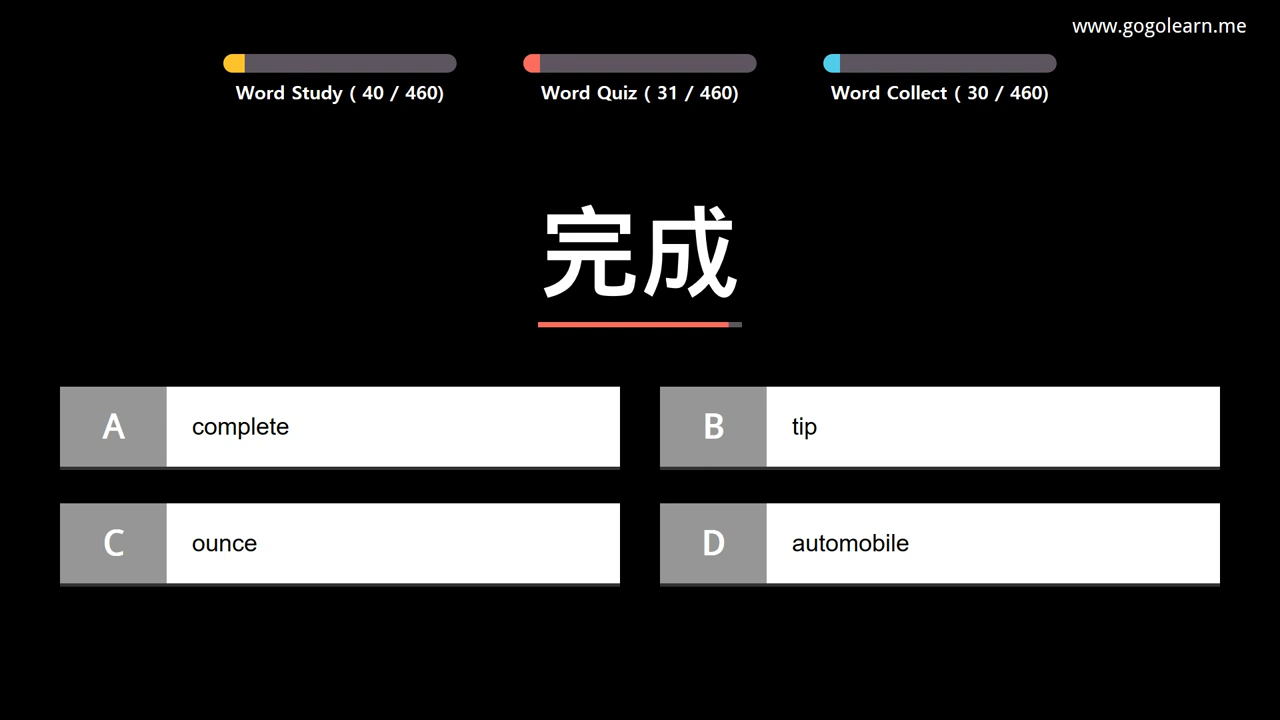 www.gogolearn.me
Word Study ( 40 / 460)
Word Quiz ( 31 / 460)
Word Collect ( 30 / 460)
完成
A complete
B tip
C ounce
D automobile